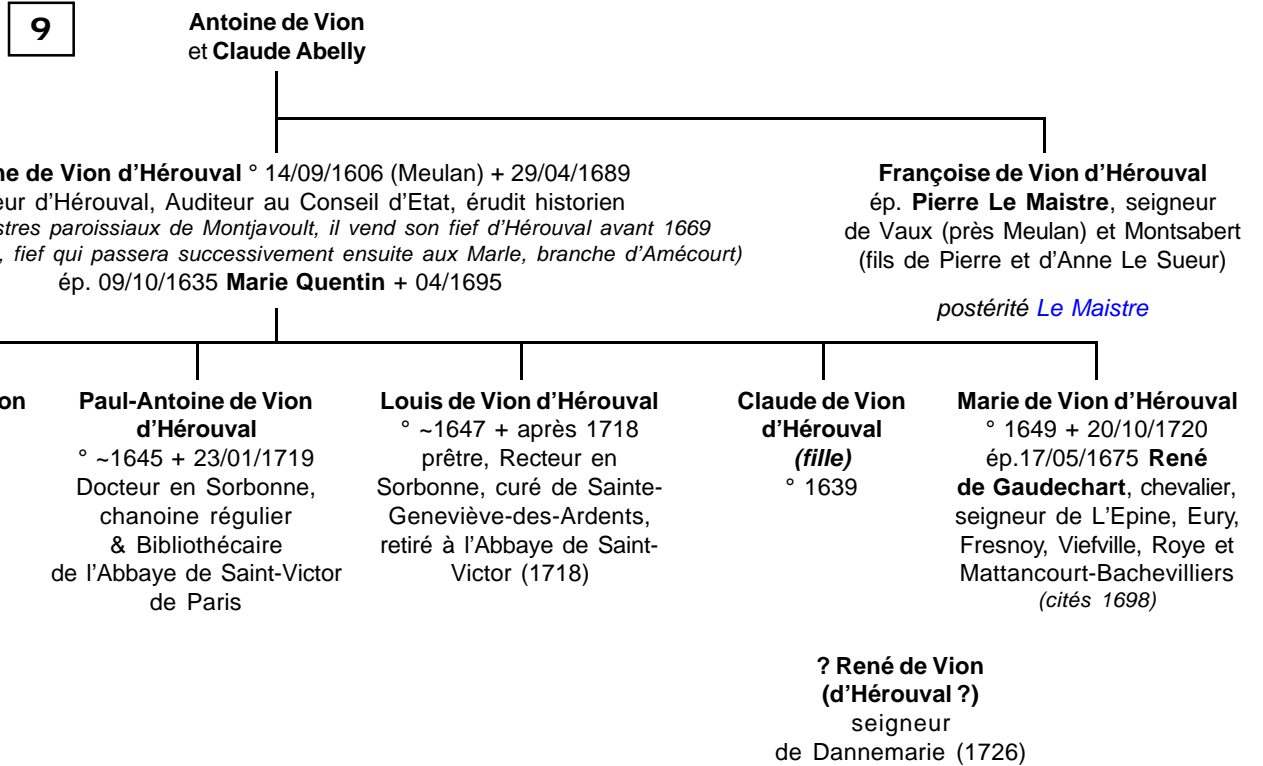 9
Antoine de Vion
et Claude Abelly
ne de Vion d'Hérouval ° 14/09/1606 (Meulan) + 29/04/1689
eur d'Hérouval, Auditeur au Conseil d'Etat, érudit historien
stres paroissiaux de Montjavoult, il vend son fief d'Hérouval avant 1669
, fief qui passera successivement ensuite aux Marle, branche d'Amécourt)
ép. 09/10/1635 Marie Quentin + 04/1695
Françoise de Vion d'Hérouval
ép. Pierre Le Maistre, seigneur
de Vaux (près Meulan) et Montsabert
(fils de Pierre et d'Anne Le Sueur)
postérité Le Maistre
on
Paul-Antoine de Vion
d'Hérouval
° ~1645 + 23/01/1719
Docteur en Sorbonne,
chanoine régulier
& Bibliothécaire
de l'Abbaye de Saint-Victor
de Paris
Louis de Vion d'Hérouval
° ~1647 + après 1718
prêtre, Recteur en
Sorbonne, curé de Sainte-
Geneviève-des-Ardents,
retiré à l'Abbaye de Saint-
Victor (1718)
Claude de Vion
d'Hérouval
(fille)
° 1639
Marie de Vion d'Hérouval
° 1649 + 20/10/1720
ép.17/05/1675 René
de Gaudechart, chevalier,
seigneur de L'Epine, Eury,
Fresnoy, Viefville, Roye et
Mattancourt-Bachevilliers
(cités 1698)
? René de Vion
(d'Hérouval ?)
seigneur
de Dannemarie (1726)